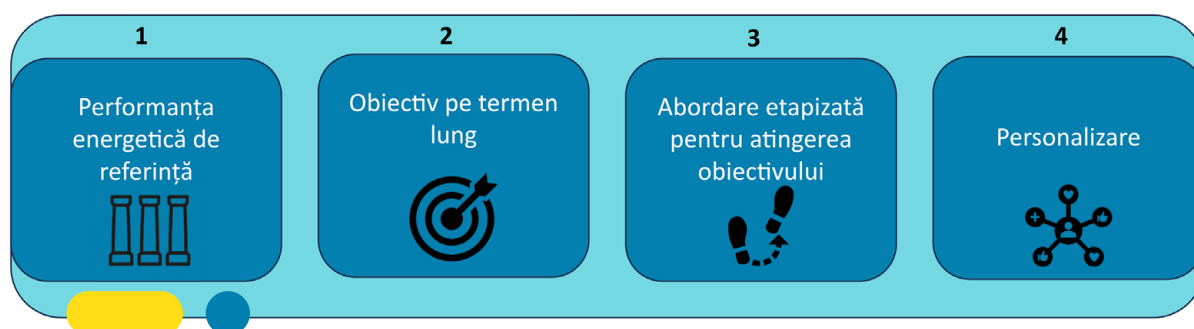 1
Performanța
energetică de
referință
2
Obiectiv pe termen
lung
3
Abordare etapizată
pentru atingerea
obiectivului
4
Personalizare